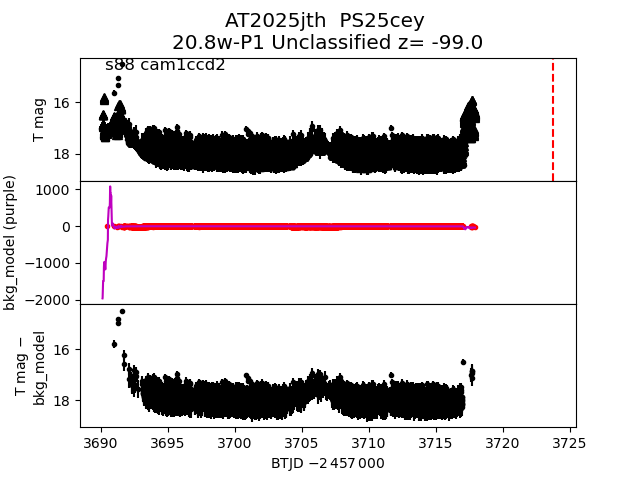 AT2025jth  PS25cey
20.8w-P1 Unclassified z= -99.0
s88 cam1ccd2
T mag
16
18
bkg_model (purple)
1000
0
−1000
−2000
T mag −
bkg_model
16
18
3690 3695 3700 3705 3710 3715 3720 3725
BTJD −2 457 000